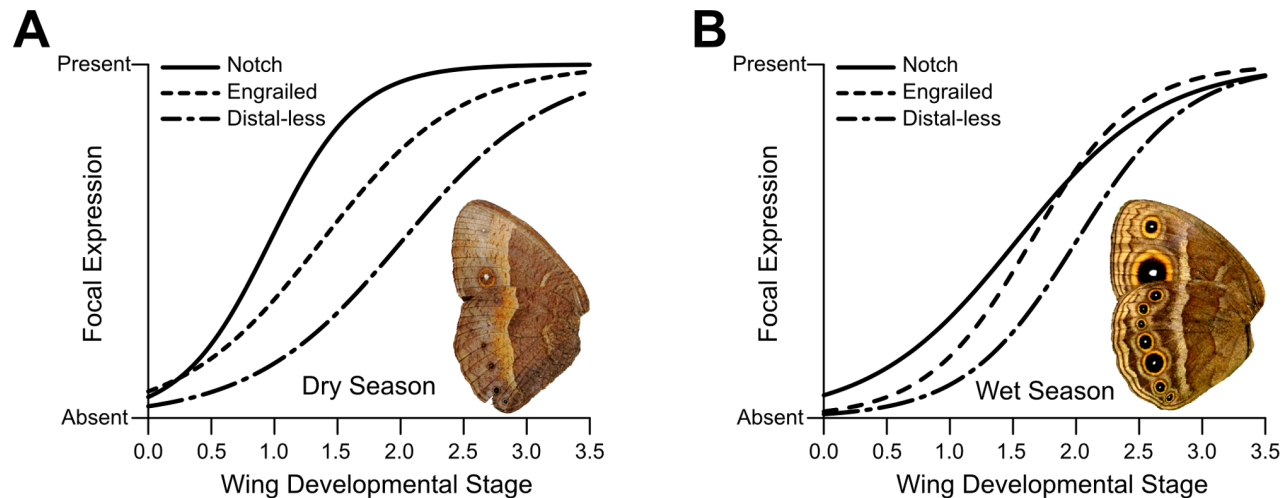 A
Present
Notch
Engrailed
Distal-less
Focal Expression
Dry Season
Absent
0.0 0.5 1.0 1.5 2.0 2.5 3.0 3.5
Wing Developmental Stage
B
Present
Notch
Engrailed
Distal-less
Focal Expression
Wet Season
Absent
0.0 0.5 1.0 1.5 2.0 2.5 3.0 3.5
Wing Developmental Stage